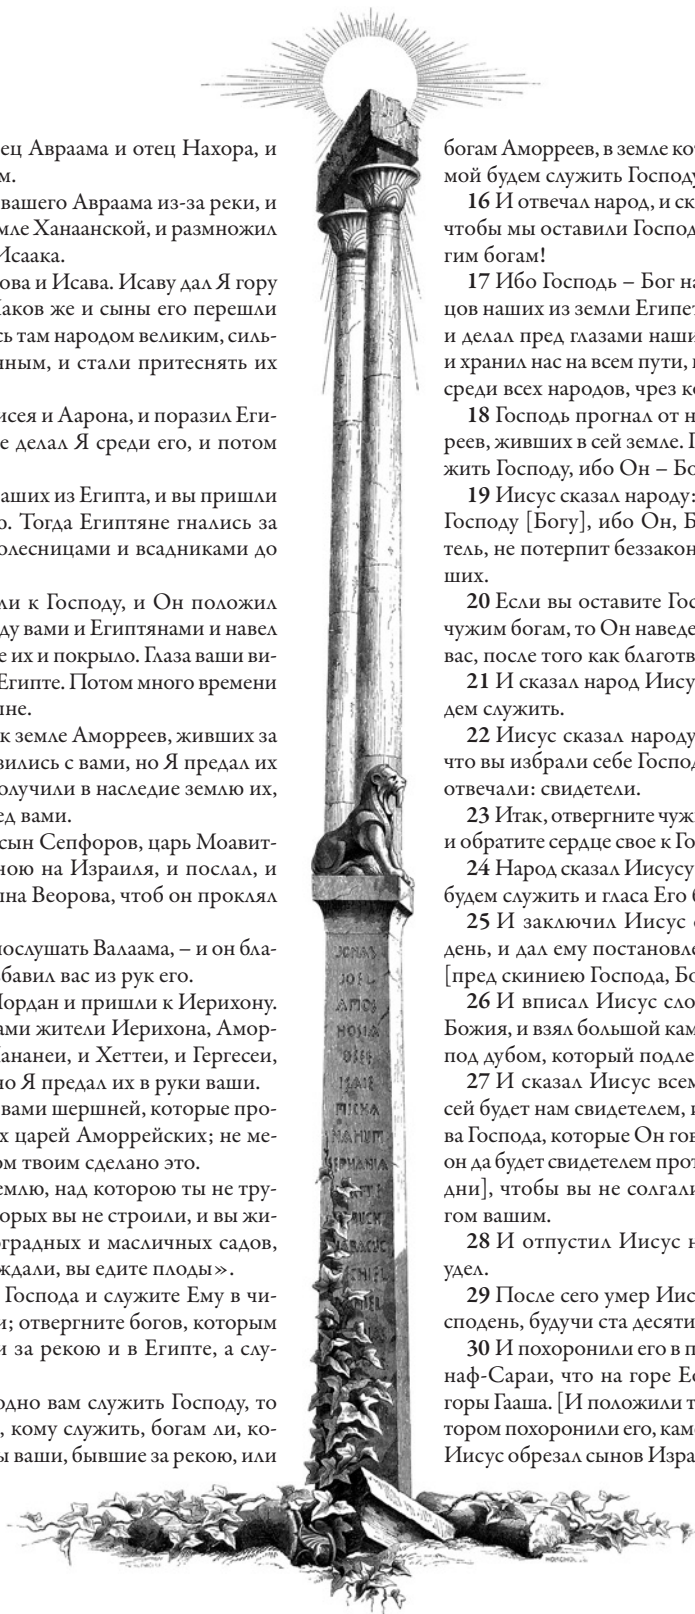 ец Авраама и отец Нахора, и
м.
вашего Авраама из-за реки, и
мле Ханаанской, и размножил
Исаака.
ова и Исава. Исаву дал Я гору
Иаков же и сыны его перешли
сь там народом великим, силь-
нным, и стали притеснять их
исея и Аарона, и поразил Еги-
е делал Я среди его, и потом
ваших из Египта, и вы пришли
ю. Тогда Египтяне гнались за
олесницами и всадниками до
ли к Господу, и Он положил
ду вами и Египтянами и навел
е их и покрыло. Глаза ваши ви-
Египте. Потом много времени
ыне.
к земле Аморреев, живших за
зились с вами, но Я предал их
олучили в наследие землю их,
ед вами.
сын Сепфоров, царь Моавит-
ною на Израиля, и послал, и
ына Веорова, чтоб он проклял
послушать Валаама, – и он бла-
бавил вас из рук его.
Иордан и пришли к Иерихону.
ами жители Иерихона, Амор-
Хананеи, и Хеттеи, и Гергесеи,
но Я предал их в руки ваши.
вами шершней, которые про-
х царей Аморрейских; не ме-
ом твоим сделано это.
емлю, над которою ты не тру-
торых вы не строили, и вы жи-
оградных и масличных садов,
ждали, вы едите плоды».
Господа и служите Ему в чи-
и; отвергните богов, которым
и за рекою и в Египте, а слу-
одно вам служить Господу, то
, кому служить, богам ли, ко-
ы ваши, бывшие за рекою, или
JONAS
JOEL
AMOS
HOSIA
OSEE
ISAIE
MICHA
NAHUM
SEPHANIA
UCH
BACUC
CHIEL
IEL
богам Аморреев, в земле кот
мой будем служить Господу
16 И отвечал народ, и ск
чтобы мы оставили Господ
гим богам!
17 Ибо Господь – Бог на
цов наших из земли Египет
и делал пред глазами наши
и хранил нас на всем пути, п
среди всех народов, чрез ко
18 Господь прогнал от н
реев, живших в сей земле. П
жить Господу, ибо Он – Бо
19 Иисус сказал народу:
Господу [Богу], ибо Он, Б
тель, не потерпит беззакон
ших.
20 Если вы оставите Гос
чужим богам, то Он наведе
вас, после того как благотв
21 И сказал народ Иису
дем служить.
22 Иисус сказал народу
что вы избрали себе Господ
отвечали: свидетели.
23 Итак, отвергните чужи
и обратите сердце свое к Го
24 Народ сказал Иисусу
будем служить и гласа Его б
25 И заключил Иисус с
день, и дал ему постановле
[пред скиниею Господа, Бо
26 И вписал Иисус сло
Божия, и взял большой кам
под дубом, который подле
27 И сказал Иисус всем
сей будет нам свидетелем, и
ва Господа, которые Он гов
он да будет свидетелем прот
дни], чтобы вы не солгали
гом вашим.
28 И отпустил Иисус н
удел.
29 После сего умер Иис
сподень, будучи ста десяти
30 И похоронили его в п
наф-Сараи, что на горе Еф
горы Гааша. [И положили т
тором похоронили его, каме
Иисус обрезал сынов Изра